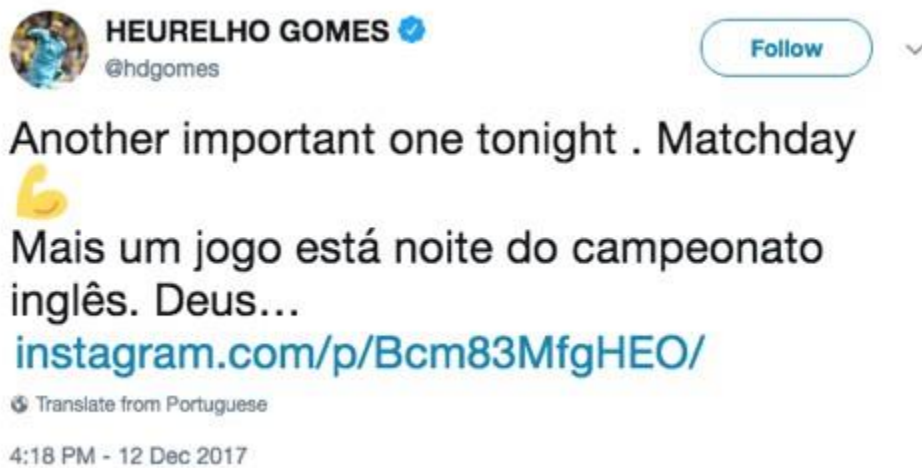 HEURELHO GOMES
@hdgomes
Follow
Another important one tonight . Matchday
💪
Mais um jogo está noite do campeonato
inglês. Deus...
instagram.com/p/Bcm83MfgHEO/
Translate from Portuguese
4:18 PM - 12 Dec 2017